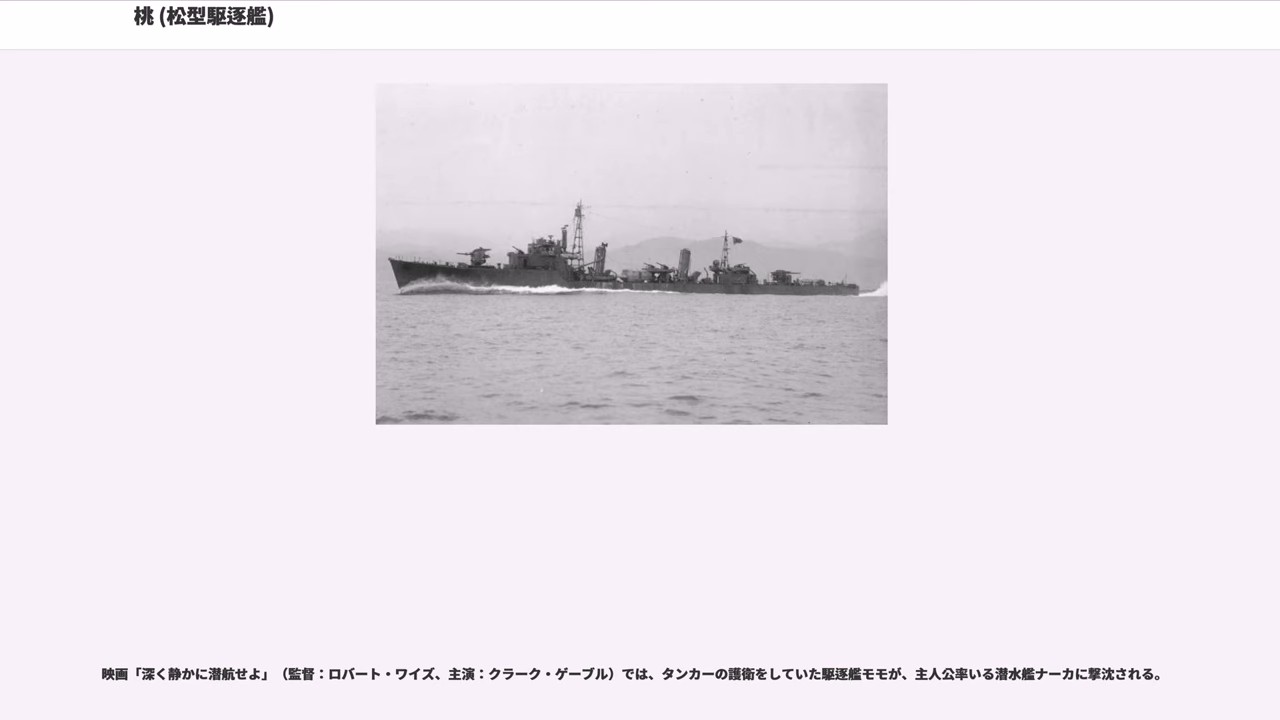 桃 (松型駆逐艦)
映画「深く静かに潜航せよ」（監督：ロバート・ワイズ、主演：クラーク・ゲーブル）では、タンカーの護衛をしていた駆逐艦モモが、主人公率いる潜水艦ナーカに撃沈される。